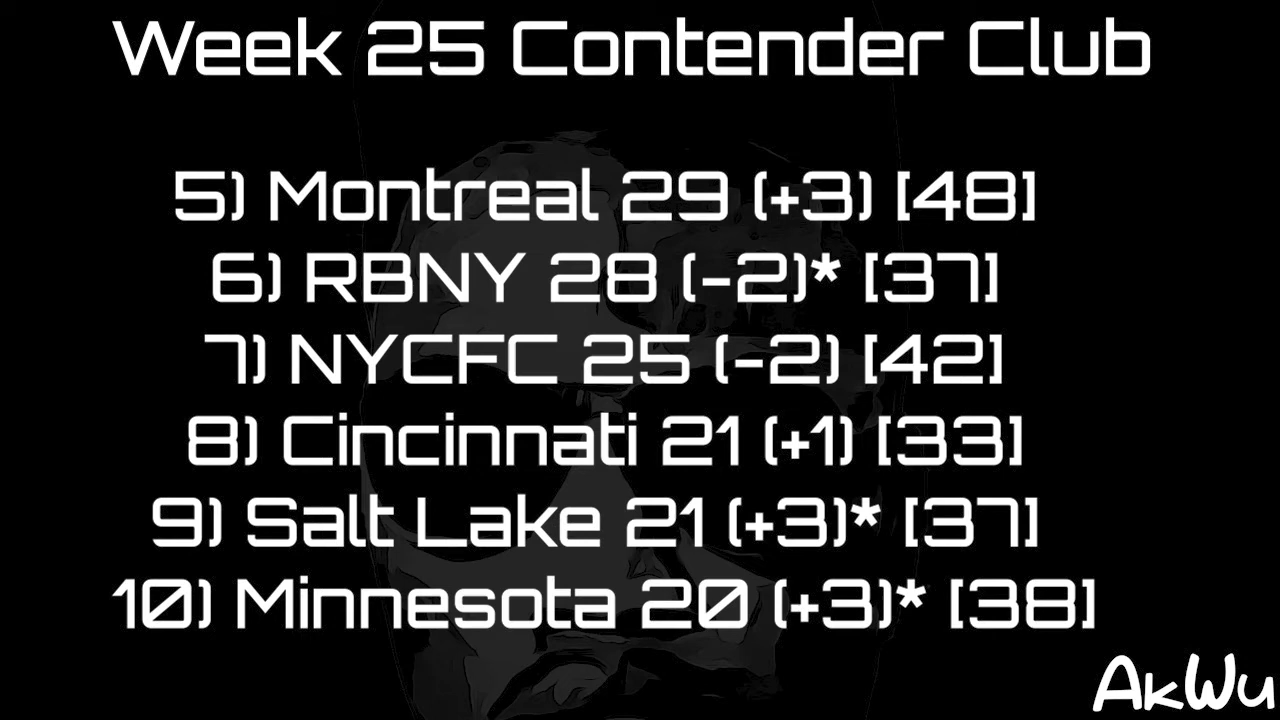 Week 25 Contender Club
5) Montreal 29 (+3) [48]
6) RBNY 28 (-2)* [37]
7) NYCFC 25 (-2) [42]
8) Cincinnati 21 (+1) [33]
9) Salt Lake 21 (+3)* [37]
10) Minnesota 20 (+3)* [38]
AkWu